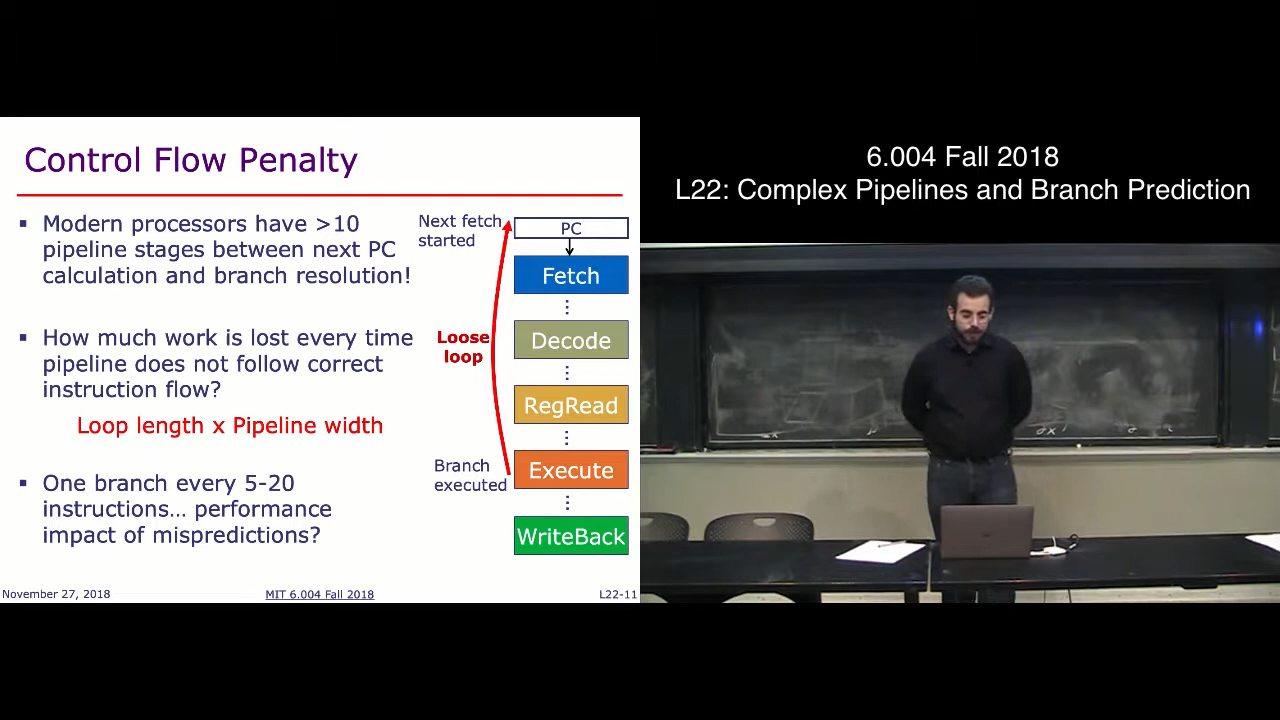 Control Flow Penalty
▪ Modern processors have >10
pipeline stages between next PC
calculation and branch resolution!
▪ How much work is lost every time
pipeline does not follow correct
instruction flow?
Loop length x Pipeline width
▪ One branch every 5-20
instructions… performance
impact of mispredictions?
Next fetch
started
PC
Fetch
Decode
Loose
loop
RegRead
Branch
executed
Execute
WriteBack
November 27, 2018
MIT 6.004 Fall 2018
L22-11
6.004 Fall 2018
L22: Complex Pipelines and Branch Prediction